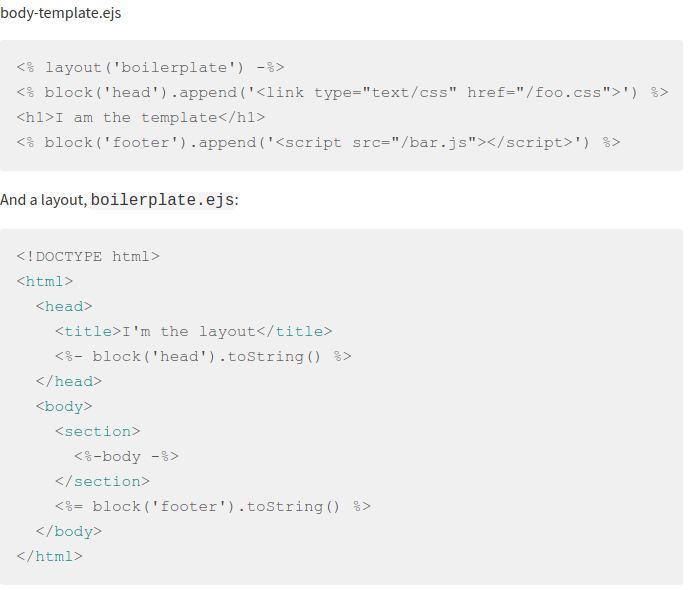 body-template.ejs
<% layout('boilerplate') -%>
<% block('head').append('<link type="text/css" href="/foo.css">') %>
<h1>I am the template</h1>
<% block('footer').append('<script src="/bar.js"></script>') %>
And a layout, boilerplate.ejs:
<!DOCTYPE html>
<html>
  <head>
    <title>I'm the layout</title>
    <%- block('head').toString() %>
  </head>
  <body>
    <section>
      <%-body -%>
    </section>
    <%= block('footer').toString() %>
  </body>
</html>